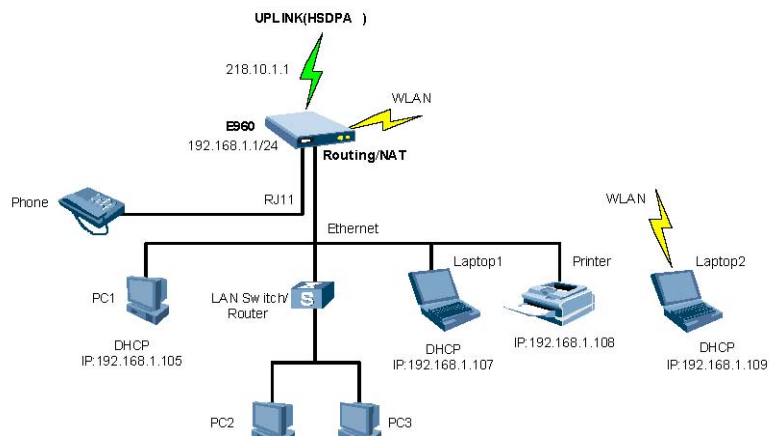 UPLINK(HSDPA )
218.10.1.1
WLAN
E960
192.168.1.1/24
Routing/NAT
Phone
RJ11
WLAN
Ethernet
Laptop1
Printer
Laptop2
PC1
LAN Switch/
Router
S
DHCP
IP:192.168.1.105
DHCP
IP:192.168.1.107
IP:192.168.1.108
DHCP
IP:192.168.1.109
PC2
PC3